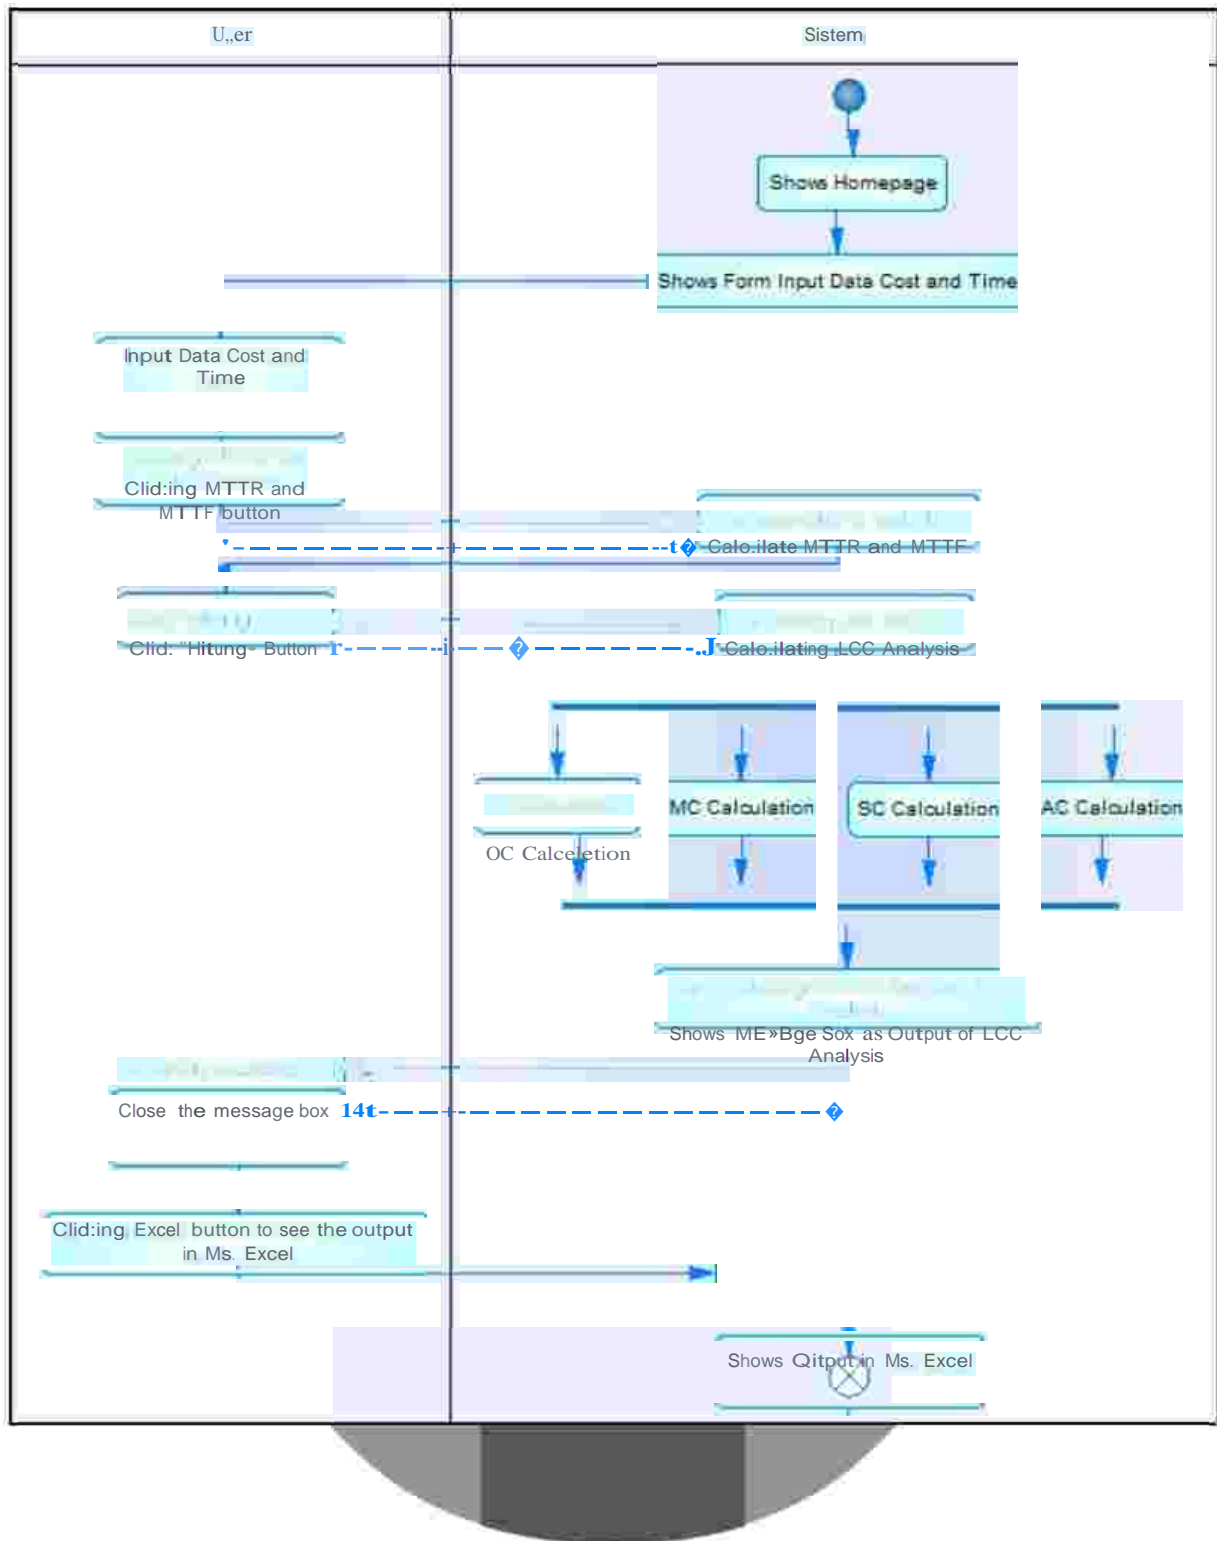 U„er
Sistem
Shows Homepage
Shows Form Input Data Cost and Time
Input Data Cost and
Time
Clid:ing MTTR and
MTTF button
Calo.ilate MTTR and MTTF
Clid: "Hitung- Button
Calo.ilating LCC Analysis
MC Calculation
SC Calculation
AC Calculation
OC Calceletion
Shows ME»Bge Sox as Output of LCC
Analysis
Close the message box
Clid:ing Excel button to see the output
in Ms. Excel
Shows Qitput in Ms. Excel